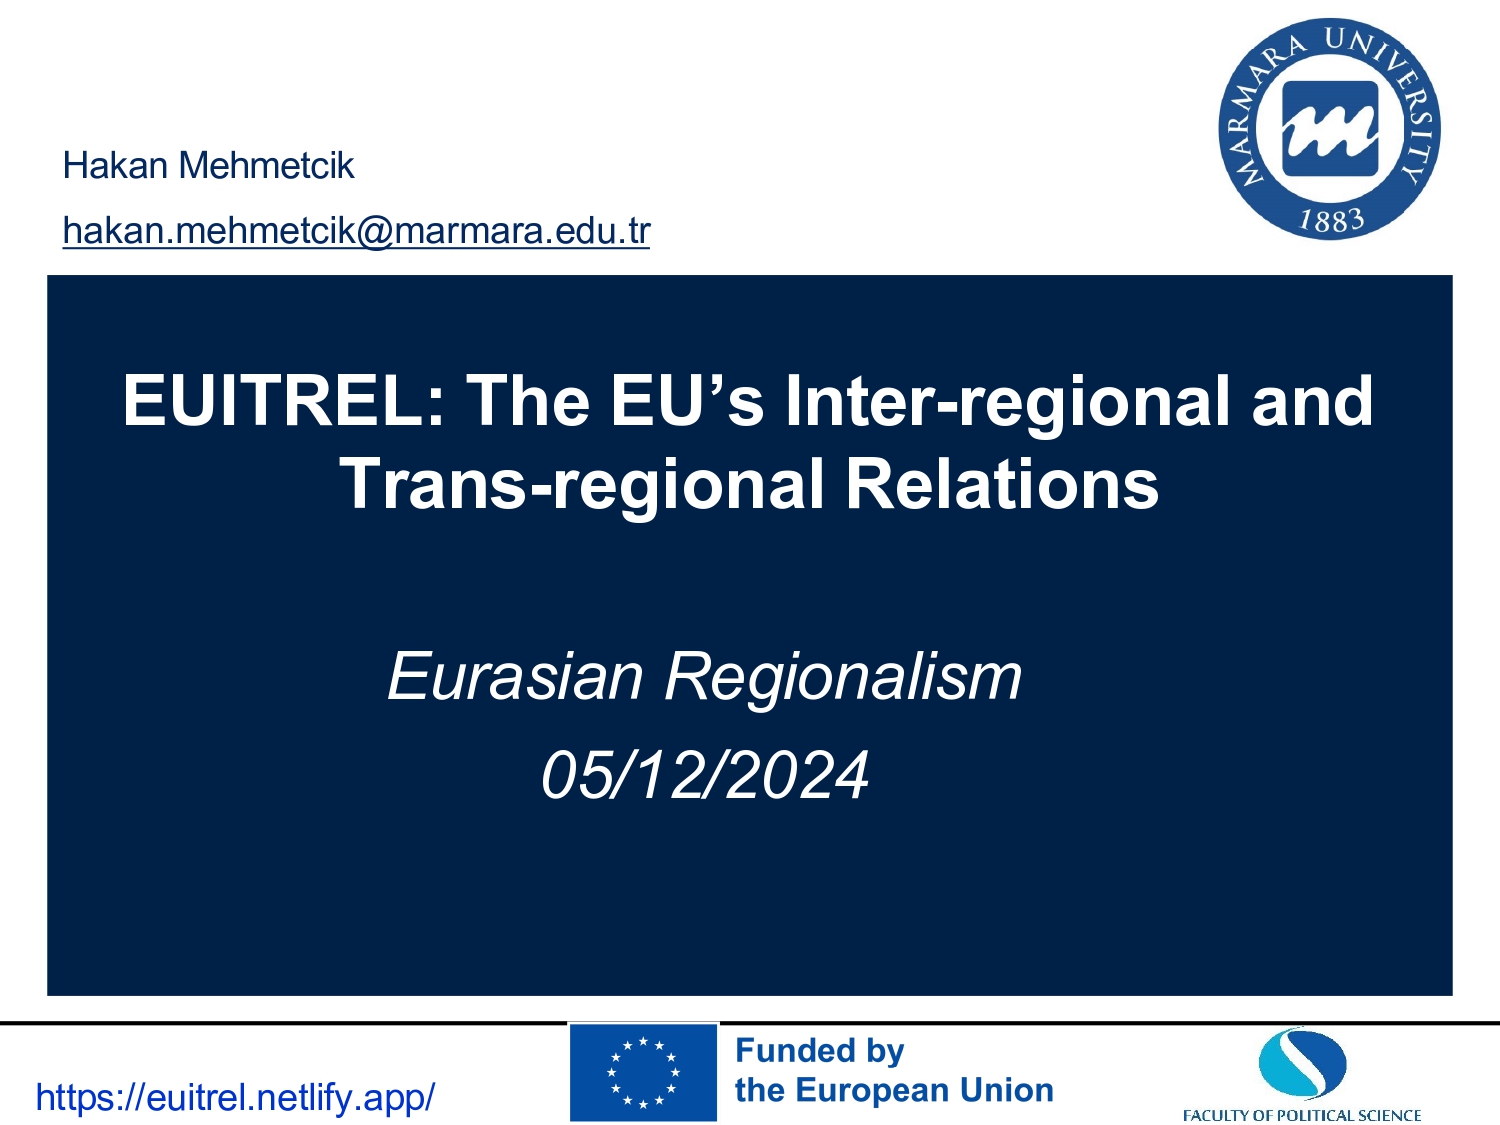 MARMARA UNIVERSITY
1883
Hakan Mehmetcik
hakan.mehmetcik@marmara.edu.tr
EUITREL: The EU’s Inter-regional and
Trans-regional Relations
Eurasian Regionalism
05/12/2024
https://euitrel.netlify.app/
Funded by
the European Union
FACULTY OF POLITICAL SCIENCE